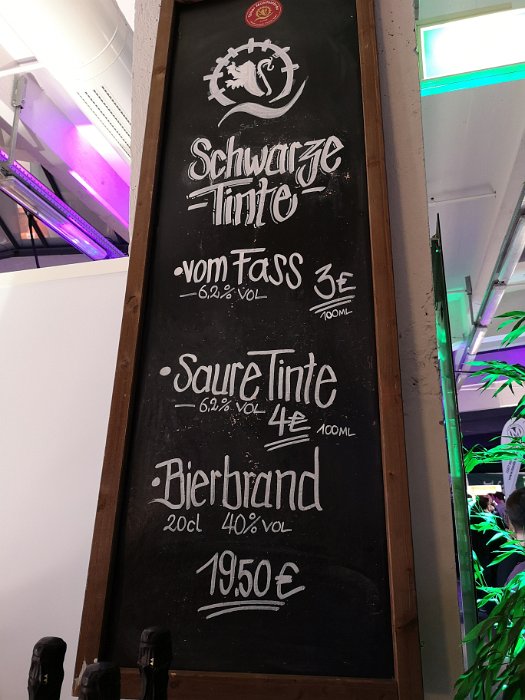 Schwarze
-Tinte-
•vom Fass
— 6,2% VOL
3€
100ML
•Saure Tinte
— 6,2% VOL
4€ 100ML
•Bierbrand
20cl 40% VOL
19.50€